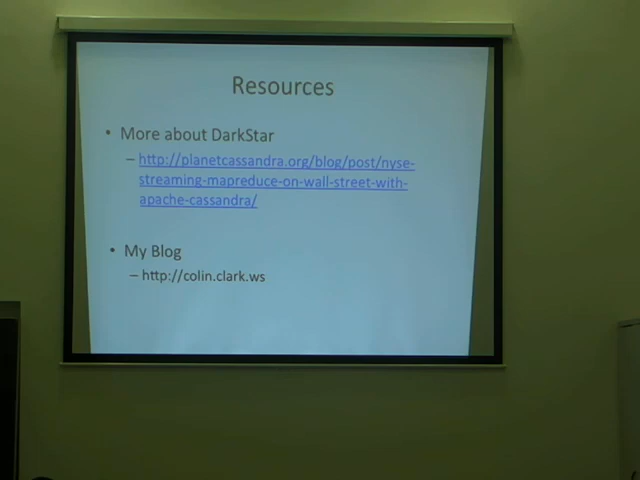 Resources
• More about DarkStar
– http://planetcassandra.org/blog/post/nyse-
streaming-mapreduce-on-wall-street-with-
apache-cassandra/
• My Blog
– http://colin.clark.ws